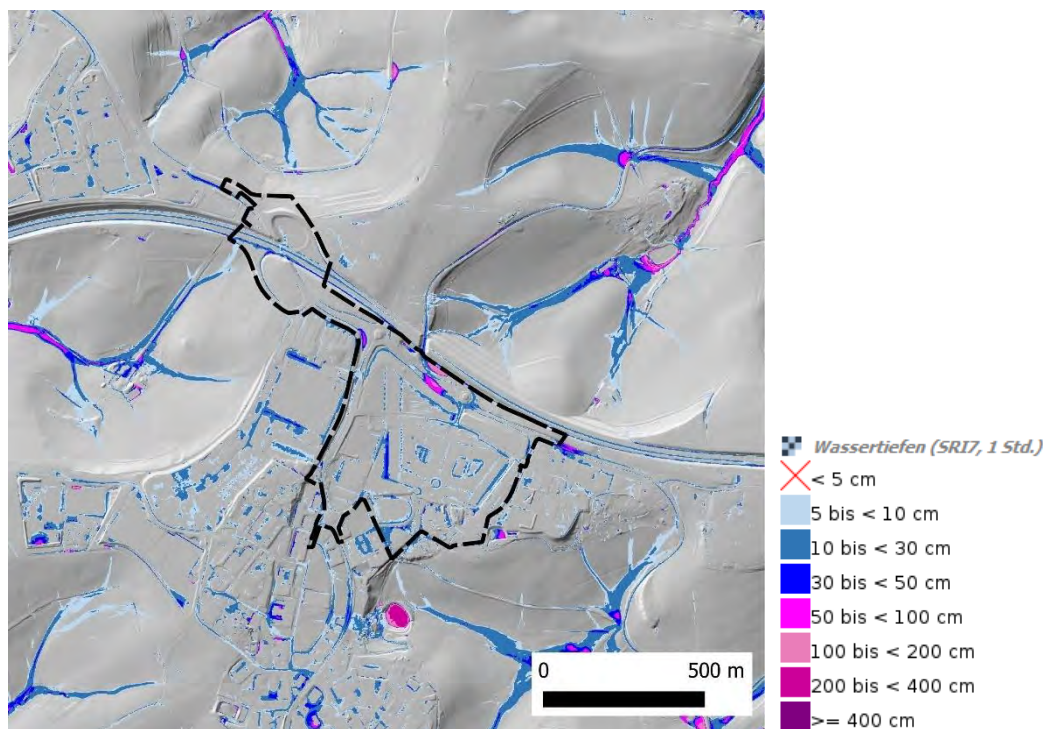 Wassertiefen (SRI7, 1 Std.)
< 5 cm
5 bis < 10 cm
10 bis < 30 cm
30 bis < 50 cm
50 bis < 100 cm
100 bis < 200 cm
200 bis < 400 cm
>= 400 cm
0 500 m